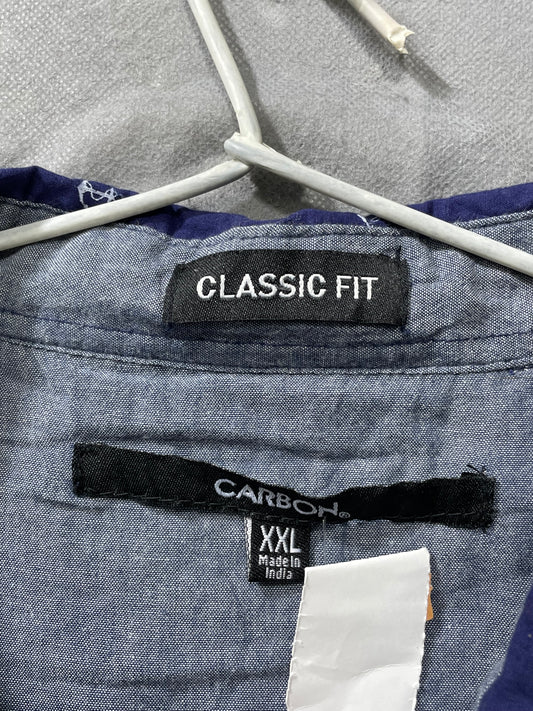 CLASSIC FIT
CARBON®
XXL
Made In
India